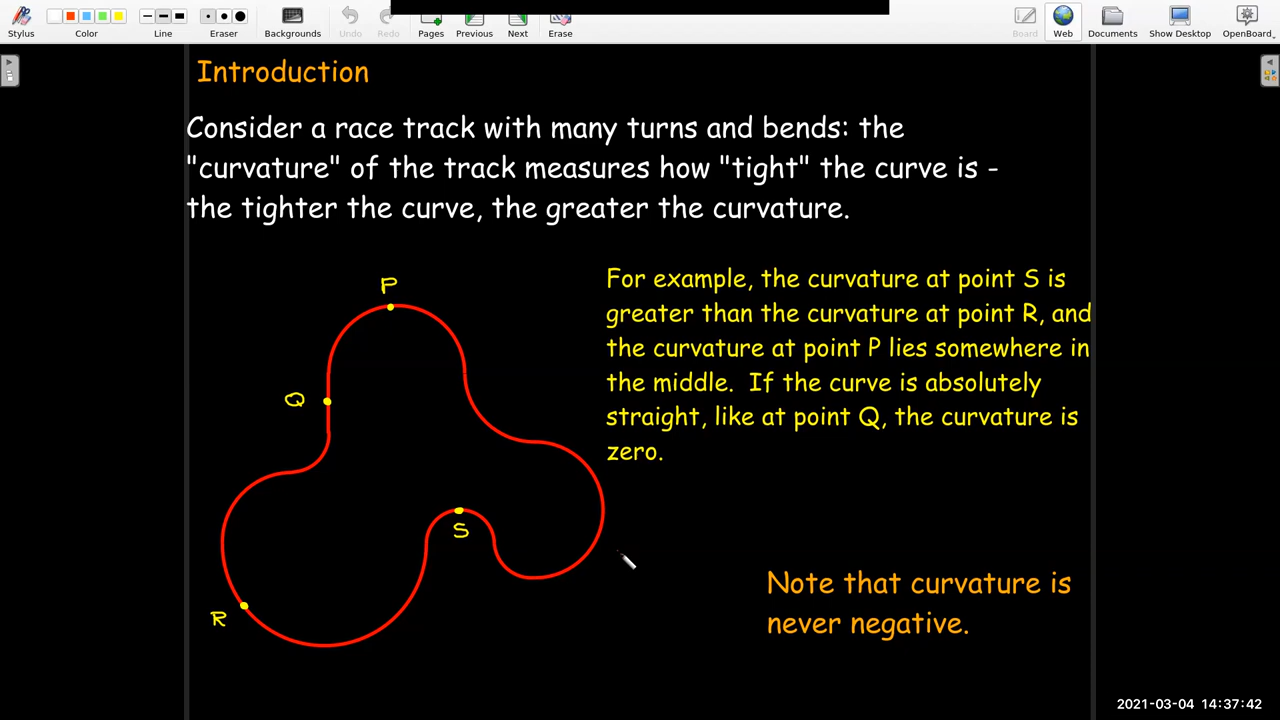 Stylus Color Line Eraser Backgrounds Undo Redo Pages Previous Next Erase Board Web Documents Show Desktop OpenBoard
Introduction
Consider a race track with many turns and bends: the
"curvature" of the track measures how "tight" the curve is -
the tighter the curve, the greater the curvature.
P
For example, the curvature at point S is
greater than the curvature at point R, and
the curvature at point P lies somewhere in
the middle. If the curve is absolutely
Q
straight, like at point Q, the curvature is
zero.
S
Note that curvature is
R
never negative.
2021-03-04 14:37:42